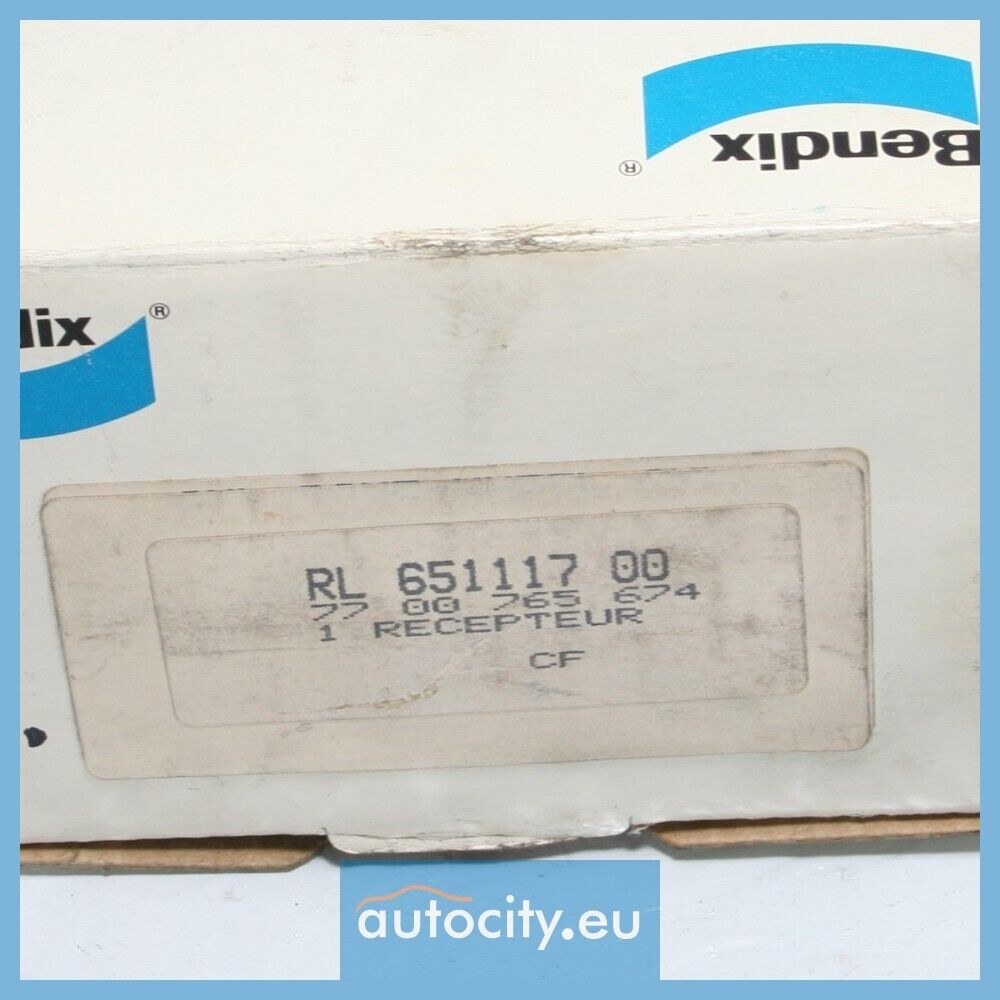 Bendix
®
dix ®
RL 651117 00
77 00 765 674
1 RECEPTEUR
CF
autocity.eu